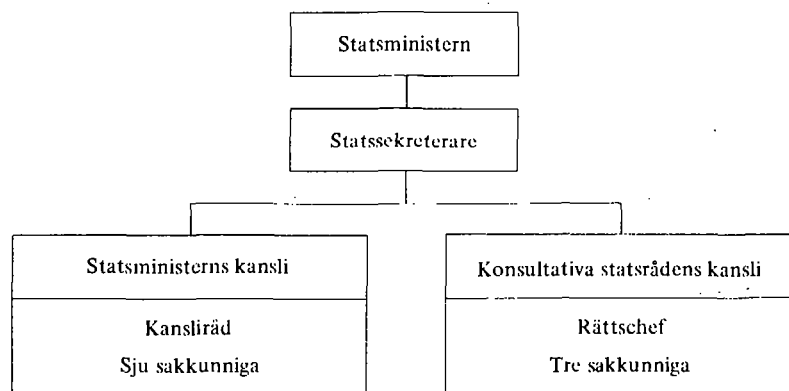 Statsministern
Statssekreterare
Statsministerns kansli
Kansliråd
Sju sakkunniga
Konsultativa statsrådens kansli
Rättschef
Tre sakkunniga